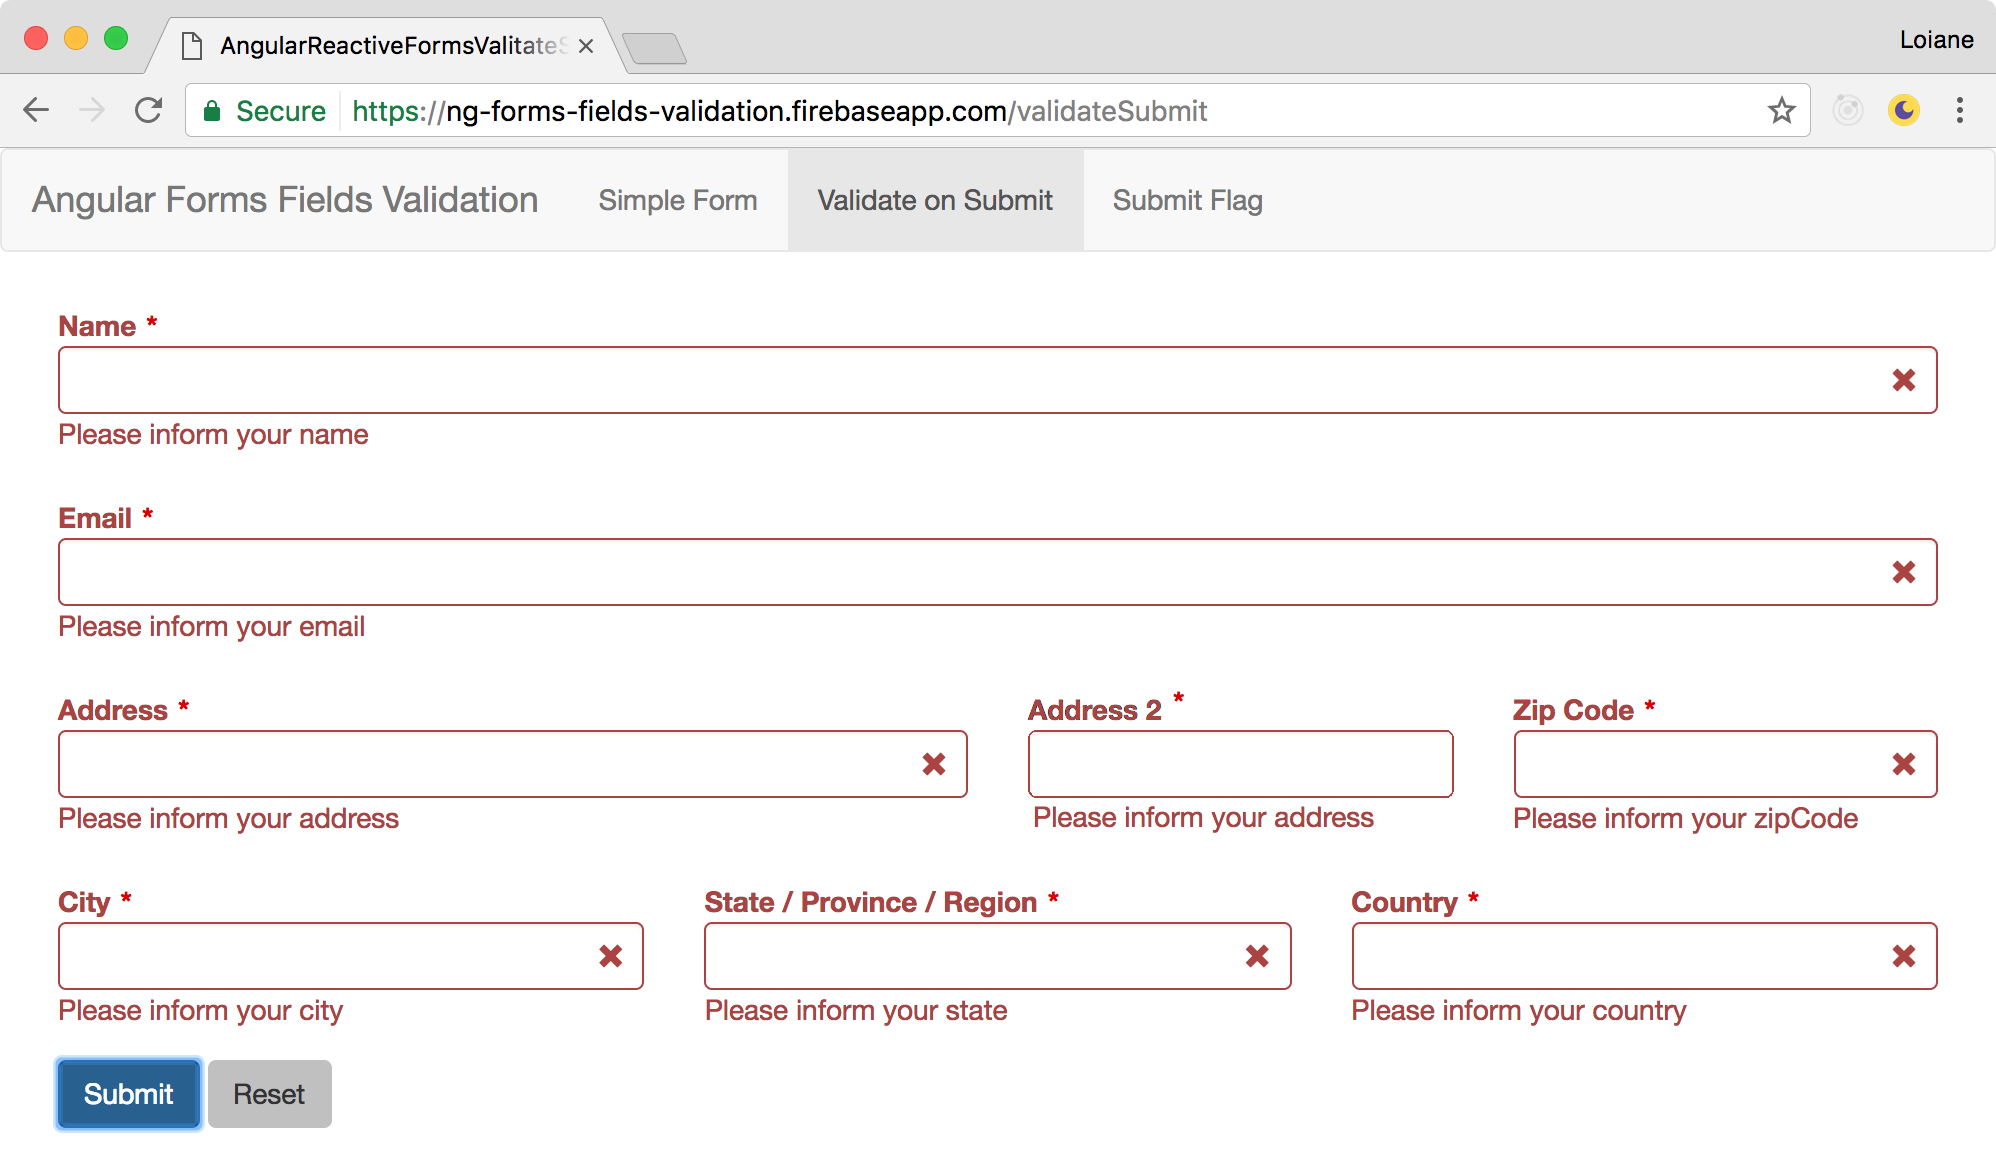 AngularReactiveFormsValitateS
Loiane
Secure https://ng-forms-fields-validation.firebaseapp.com/validateSubmit
Angular Forms Fields Validation Simple Form Validate on Submit Submit Flag
Name *
Please inform your name
Email *
Please inform your email
Address * Address 2 * Zip Code *
Please inform your address Please inform your address Please inform your zipCode
City * State / Province / Region * Country *
Please inform your city Please inform your state Please inform your country
Submit Reset